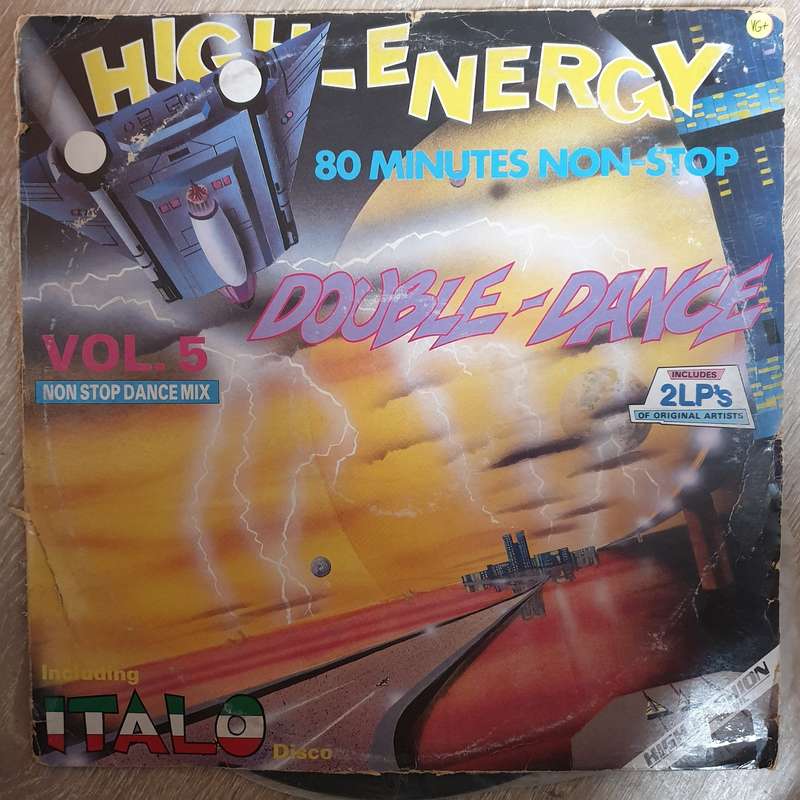 VG+
HIGH-ENERGY
80 MINUTES NON-STOP
DOUBLE-DANCE
VOL. 5
NON STOP DANCE MIX
INCLUDES
2LP's
OF ORIGINAL ARTISTS
Including
ITALO
Disco